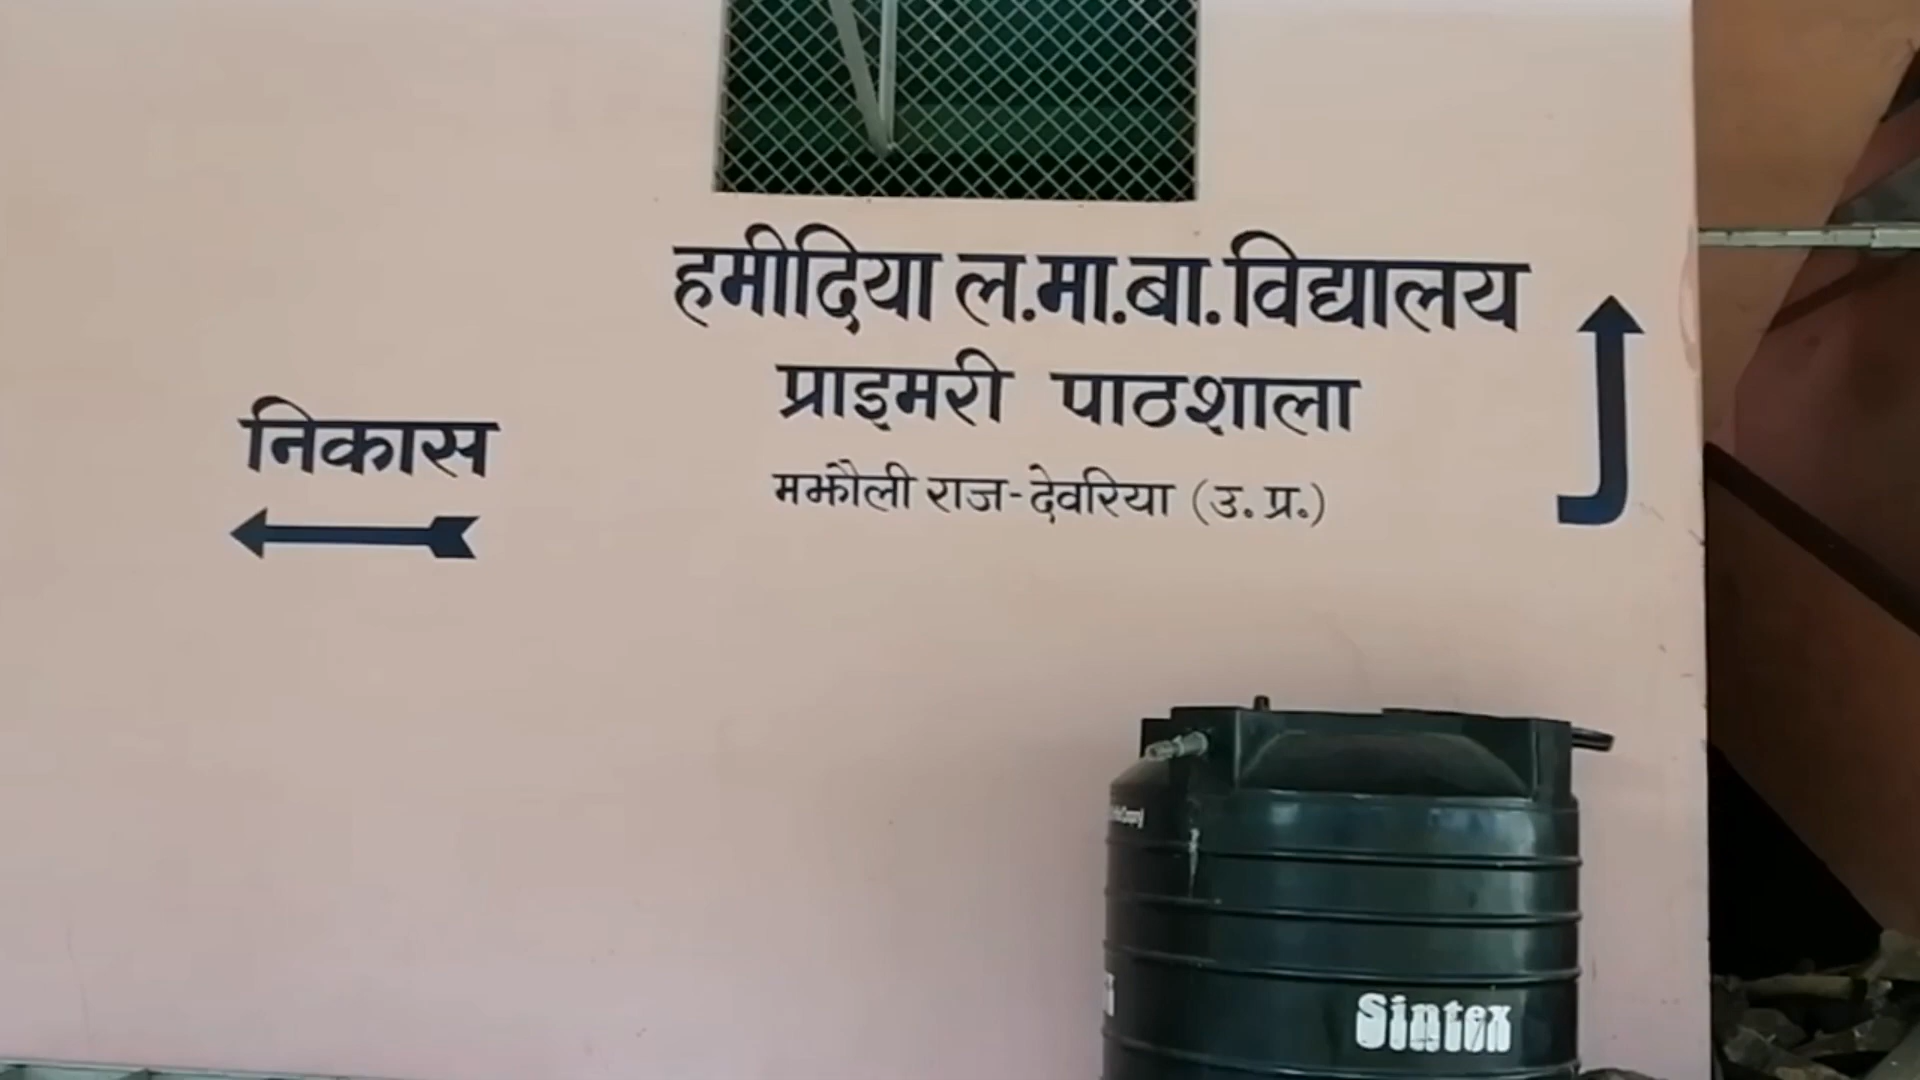 हमीदिया ल.मा.बा.विद्यालय
प्राइमरी पाठशाला
मझौली राज-देवरिया (उ.प्र.)
निकास
Sintex